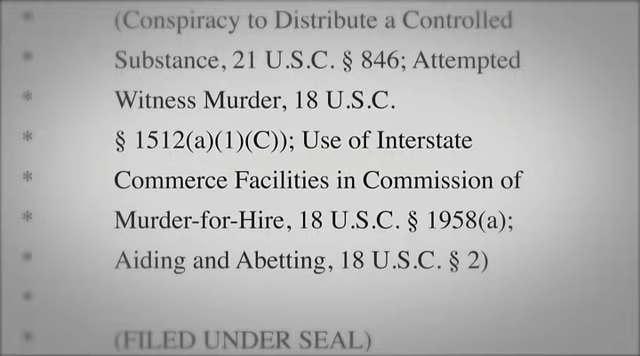 * (Conspiracy to Distribute a Controlled
* Substance, 21 U.S.C. § 846; Attempted
* Witness Murder, 18 U.S.C.
* § 1512(a)(1)(C)); Use of Interstate
* Commerce Facilities in Commission of
* Murder-for-Hire, 18 U.S.C. § 1958(a);
* Aiding and Abetting, 18 U.S.C. § 2)
*
* (FILED UNDER SEAL)